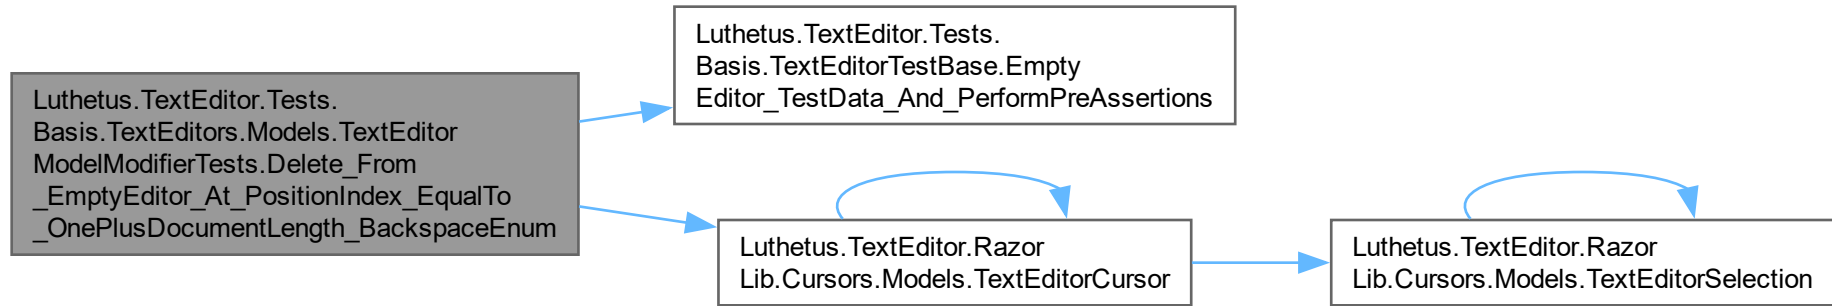 Luthetus.TextEditor.Tests.
Basis.TextEditors.Models.TextEditor
ModelModifierTests.Delete_From
_EmptyEditor_At_PositionIndex_EqualTo
_OnePlusDocumentLength_BackspaceEnum
Luthetus.TextEditor.Tests.
Basis.TextEditorTestBase.Empty
Editor_TestData_And_PerformPreAssertions
Luthetus.TextEditor.Razor
Lib.Cursors.Models.TextEditorCursor
Luthetus.TextEditor.Razor
Lib.Cursors.Models.TextEditorSelection